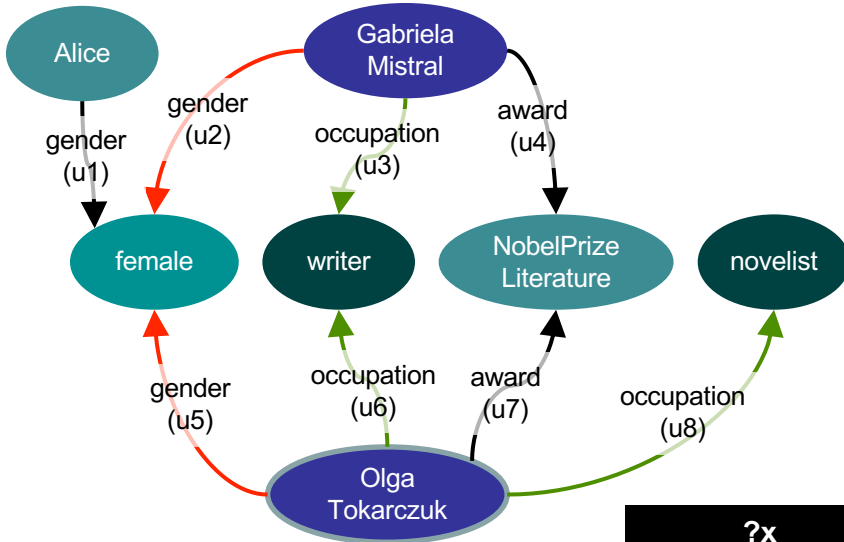 Alice
Gabriela
Mistral
gender
(u1)
gender
(u2)
occupation
(u3)
award
(u4)
female
writer
NobelPrize
Literature
novelist
gender
(u5)
occupation
(u6)
award
(u7)
occupation
(u8)
Olga
Tokarczuk
?x